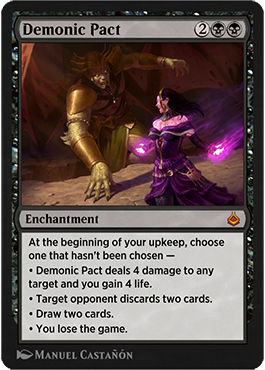 Demonic Pact 2
Enchantment
At the beginning of your upkeep, choose
one that hasn't been chosen —
• Demonic Pact deals 4 damage to any
target and you gain 4 life.
• Target opponent discards two cards.
• Draw two cards.
• You lose the game.
Manuel Castañón